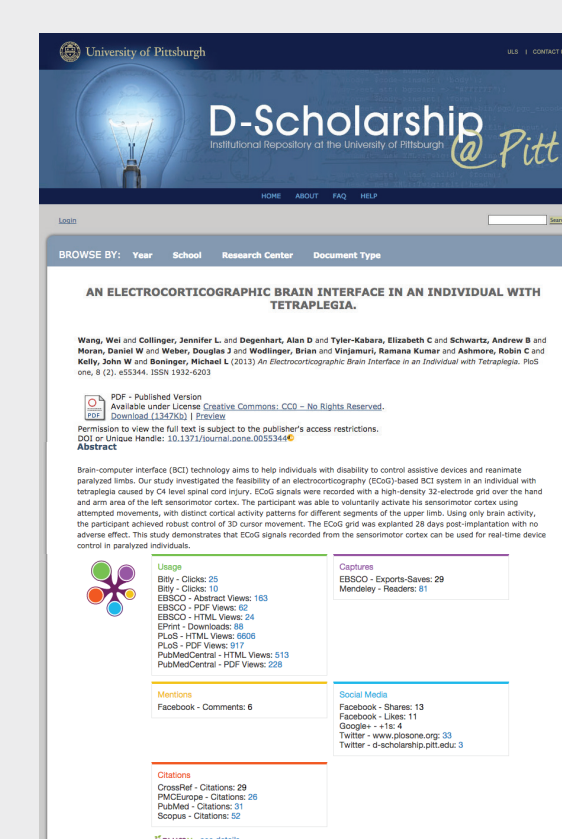 University of Pittsburgh
ULS | CONTACT
D-Scholarship
Institutional Repository at the University of Pittsburgh
@ Pitt
HOME ABOUT FAQ HELP
Login
BROWSE BY: Year School Research Center Document Type
AN ELECTROCORTICOGRAPHIC BRAIN INTERFACE IN AN INDIVIDUAL WITH
TETRAPLEGIA.
Wang, Wei and Collinger, Jennifer L. and Degenhart, Alan D and Tyler-Kabara, Elizabeth C and Schwartz, Andrew B and
Moran, Daniel W and Weber, Douglas J and Wodlinger, Brian and Vinjamuri, Ramana Kumar and Ashmore, Robin C and
Kelly, John W and Boninger, Michael L (2013) An Electrocorticographic Brain Interface in an Individual with Tetraplegia. PloS
one, 8 (2). e55344. ISSN 1932-6203
PDF
PDF - Published Version
Available under License Creative Commons: CC0 – No Rights Reserved.
Download (1347Kb) | Preview
Permission to view the full text is subject to the publisher's access restrictions.
DOI or Unique Handle: 10.1371/journal.pone.0055344
Abstract
Brain-computer interface (BCI) technology aims to help individuals with disability to control assistive devices and reanimate
paralyzed limbs. Our study investigated the feasibility of an electrocorticography (ECoG)-based BCI system in an individual with
tetraplegia caused by C4 level spinal cord injury. ECoG signals were recorded with a high-density 32-electrode grid over the hand
and arm area of the left sensorimotor cortex. The participant was able to voluntarily activate his sensorimotor cortex using
attempted movements, with distinct cortical activity patterns for different segments of the upper limb. Using only brain activity,
the participant achieved robust control of 3D cursor movement. The ECoG grid was explanted 28 days post-implantation with no
adverse effect. This study demonstrates that ECoG signals recorded from the sensorimotor cortex can be used for real-time device
control in paralyzed individuals.
Usage
Bitly - Clicks: 25
Bitly - Clicks: 10
EBSCO - Abstract Views: 163
EBSCO - PDF Views: 62
EBSCO - HTML Views: 24
EPrint - Downloads: 88
PLoS - HTML Views: 6606
PLoS - PDF Views: 917
PubMedCentral - HTML Views: 513
PubMedCentral - PDF Views: 228
Captures
EBSCO - Exports-Saves: 29
Mendeley - Readers: 81
Mentions
Facebook - Comments: 6
Social Media
Facebook - Shares: 13
Facebook - Likes: 11
Google+ - +1s: 4
Twitter - www.plosone.org: 33
Twitter - d-scholarship.pitt.edu: 3
Citations
CrossRef - Citations: 29
PMCEurope - Citations: 26
PubMed - Citations: 31
Scopus - Citations: 52
see details